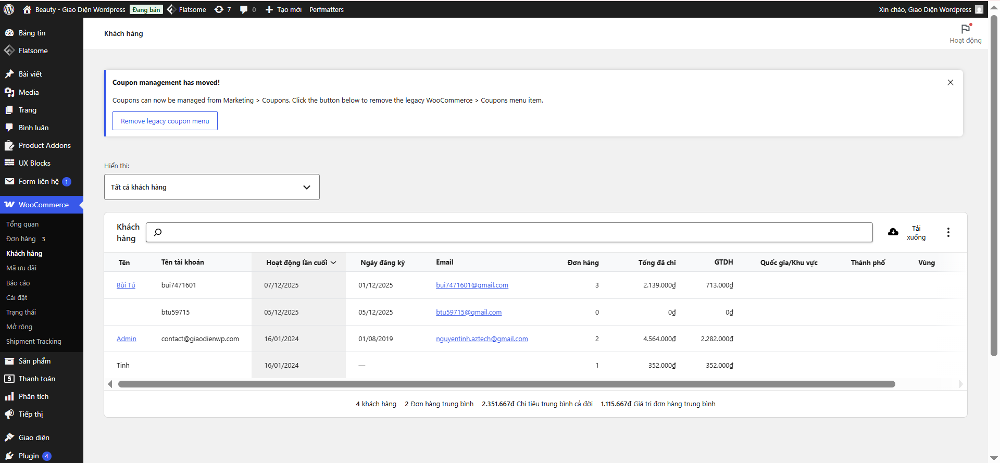 Beauty - Giao Diện Wordpress Đang bán Flatsome 7 0 Tạo mới Perfmatters Xin chào, Giao Diện Wordpress
Bảng tin
Flatsome
Bài viết
Media
Trang
Bình luận
Product Addons
UX Blocks
Form liên hệ 1
WooCommerce
Tổng quan
Đơn hàng 3
Khách hàng
Mã ưu đãi
Báo cáo
Cài đặt
Trạng thái
Mở rộng
Shipment Tracking
Sản phẩm
Thanh toán
Phân tích
Tiếp thị
Giao diện
Plugin 4
Khách hàng
Hoạt động
Coupon management has moved!
Coupons can now be managed from Marketing > Coupons. Click the button below to remove the legacy WooCommerce > Coupons menu item.
Remove legacy coupon menu
Hiển thị:
Tất cả khách hàng
Khách
hàng
Tải
xuống
Tên Tên tài khoản Hoạt động lần cuối Ngày đăng ký Email Đơn hàng Tổng đã chi GTDH Quốc gia/Khu vực Thành phố Vùng
Bùi Tú bui7471601 07/12/2025 01/12/2025 bui7471601@gmail.com 3 2.139.000₫ 713.000₫
btu59715 05/12/2025 05/12/2025 btu59715@gmail.com 0 0₫ 0₫
Admin contact@giaodienwp.com 16/01/2024 01/08/2019 nguyentinh.aztech@gmail.com 2 4.564.000₫ 2.282.000₫
Tinh 16/01/2024 — 1 352.000₫ 352.000₫
4 khách hàng 2 Đơn hàng trung bình 2.351.667₫ Chi tiêu trung bình cả đời 1.115.667₫ Giá trị đơn hàng trung bình